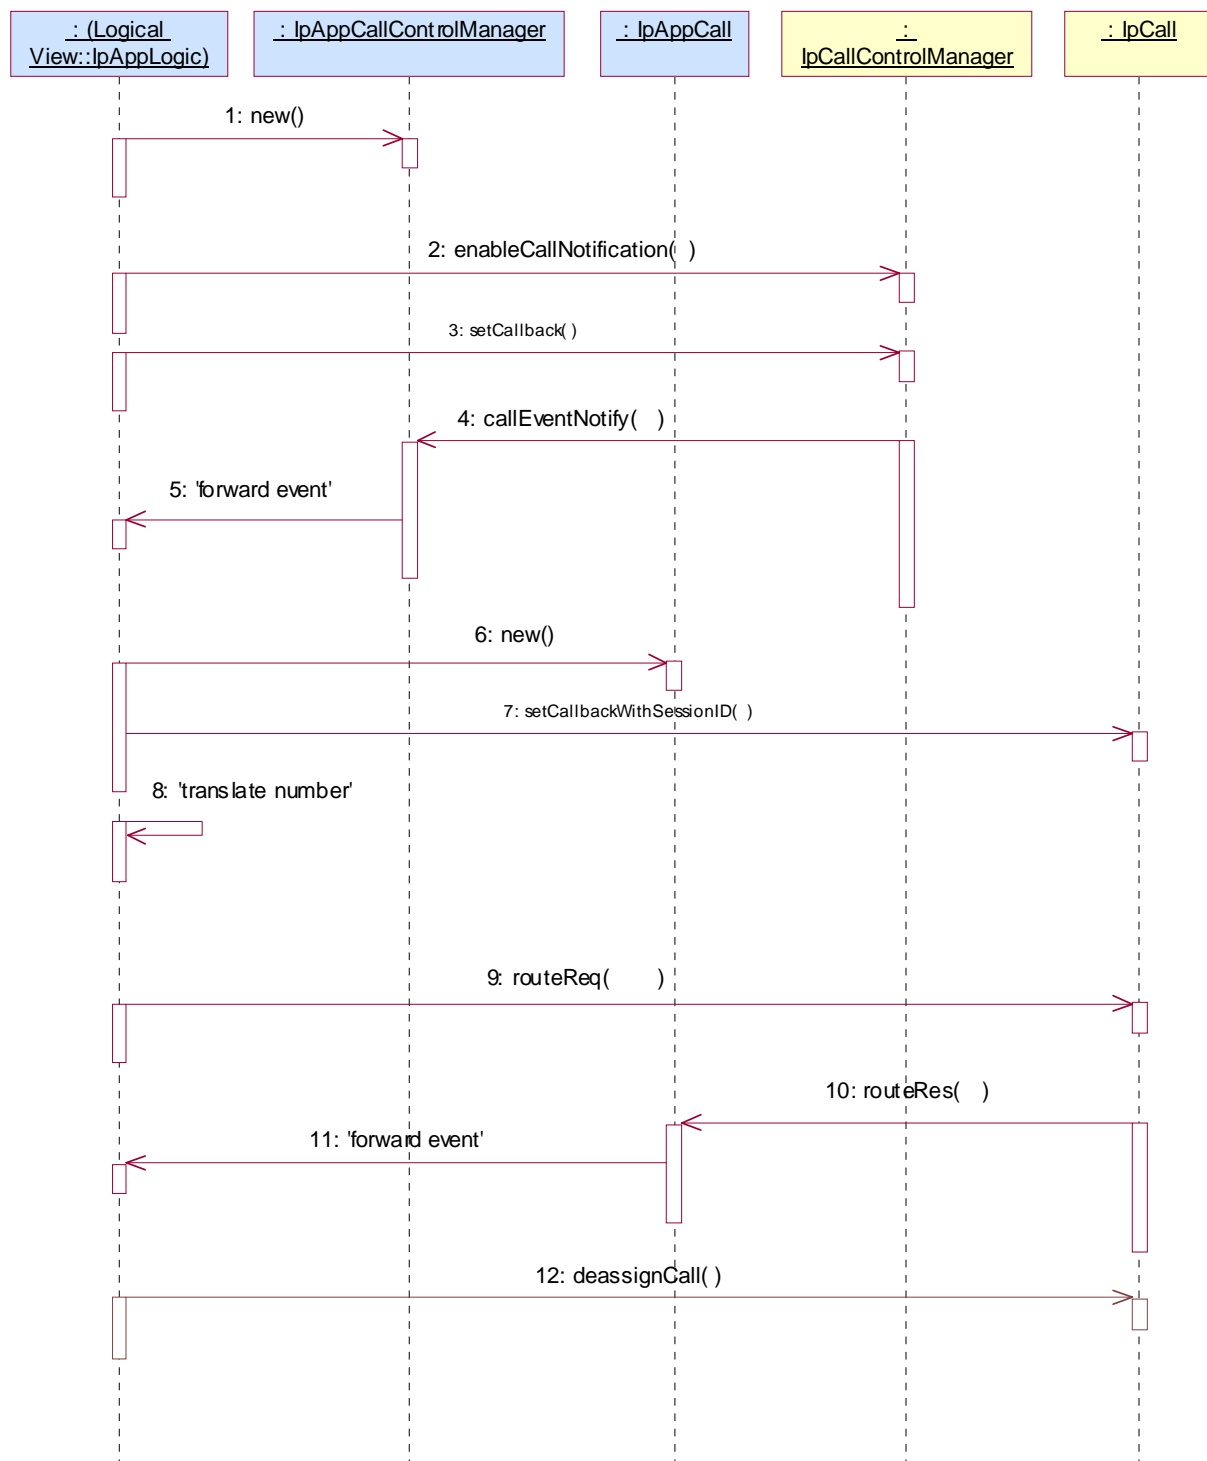 : (Logical
View::IpAppLogic)
: IpAppCallControlManager
: IpAppCall
:
IpCallControlManager
: IpCall
1: new()
2: enableCallNotification( )
3: setCallback( )
4: callEventNotify( )
5: 'forward event'
6: new()
7: setCallbackWithSessionID( )
8: 'translate number'
9: routeReq( )
10: routeRes( )
11: 'forward event'
12: deassignCall( )